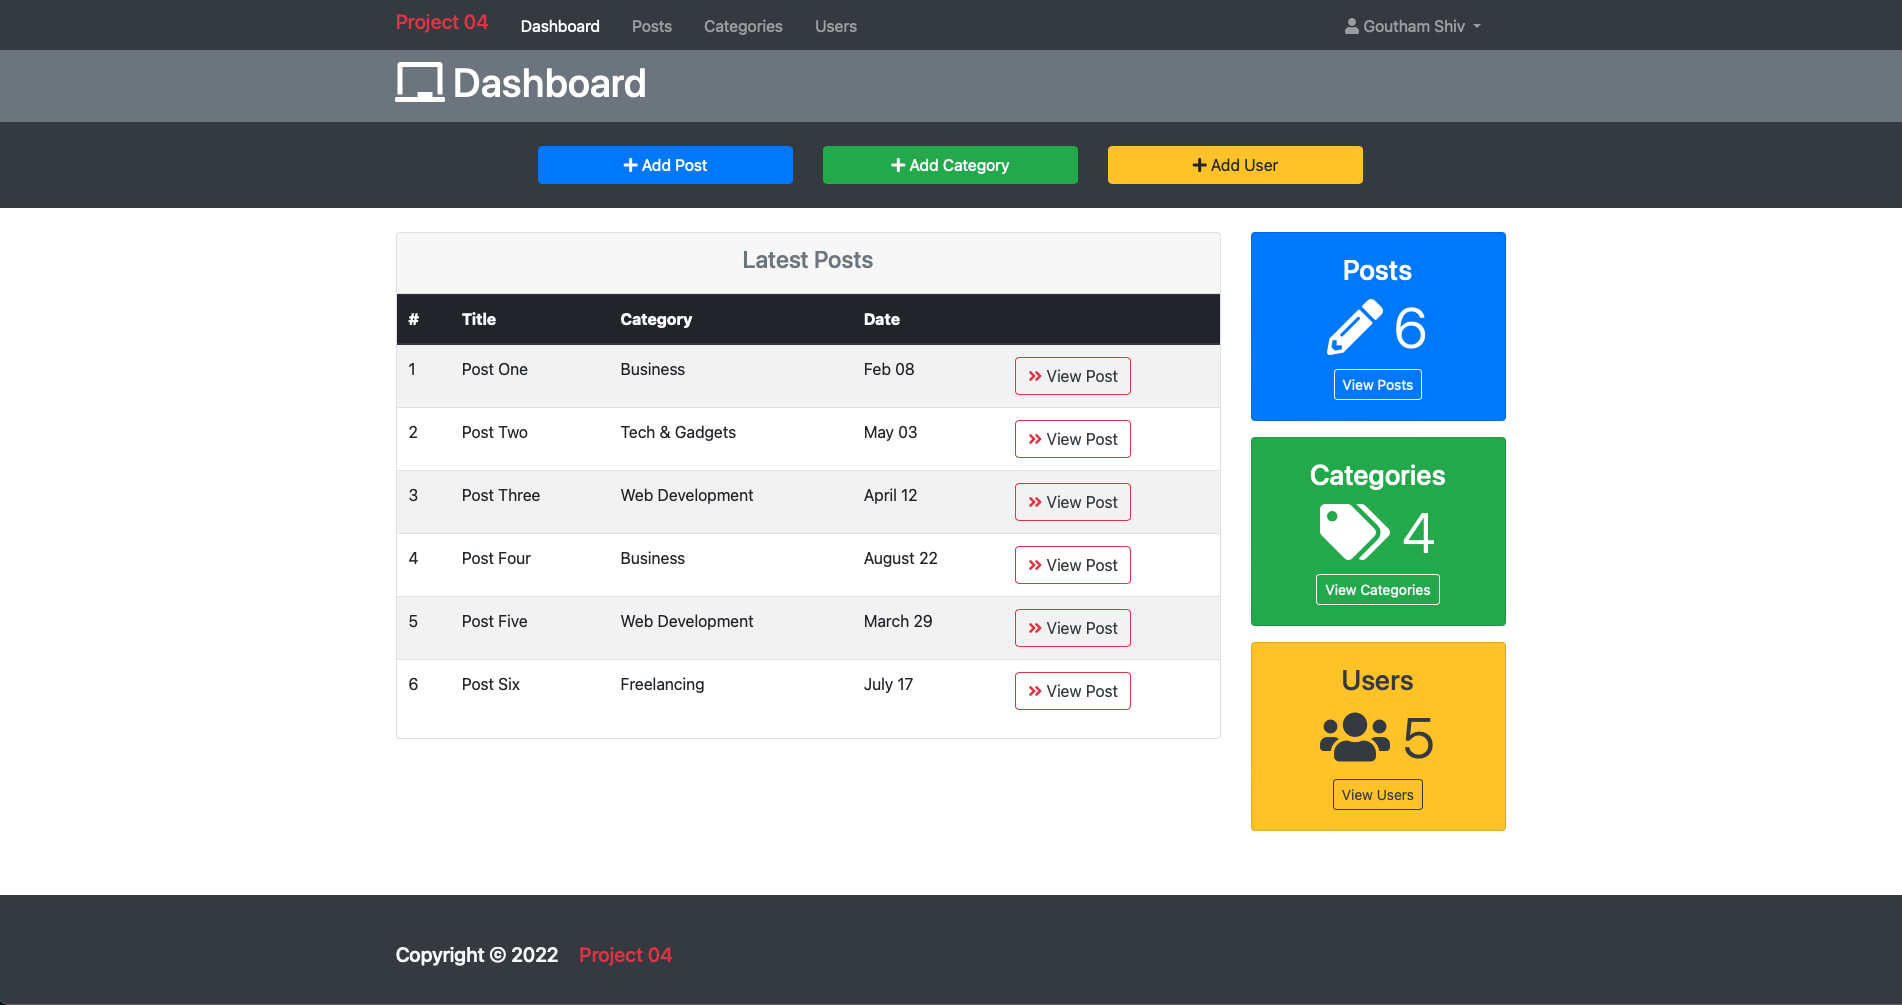 Project 04 Dashboard Posts Categories Users Goutham Shiv
Dashboard
Add Post Add Category Add User
Latest Posts
# Title Category Date
1 Post One Business Feb 08 View Post
2 Post Two Tech & Gadgets May 03 View Post
3 Post Three Web Development April 12 View Post
4 Post Four Business August 22 View Post
5 Post Five Web Development March 29 View Post
6 Post Six Freelancing July 17 View Post
Posts
6
View Posts
Categories
4
View Categories
Users
5
View Users
Copyright © 2022 Project 04